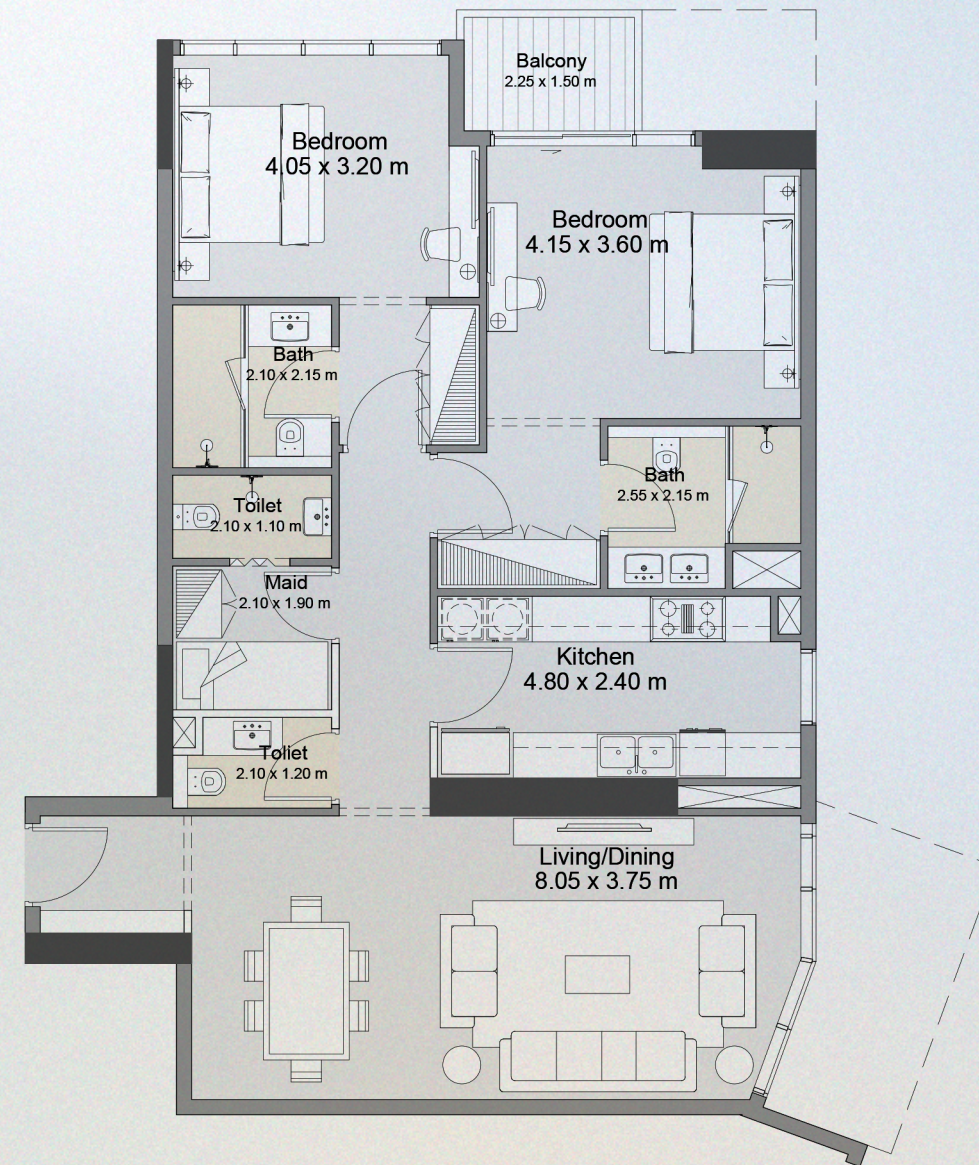 Balcony
2.25 x 1.50 m
Bedroom
4.05 x 3.20 m
Bedroom
4.15 x 3.60 m
Bath
2.10 x 2.15 m
Bath
2.55 x 2.15 m
Toilet
2.10 x 1.10 m
Maid
2.10 x 1.90 m
Kitchen
4.80 x 2.40 m
Toliet
2.10 x 1.20 m
Living/Dining
8.05 x 3.75 m